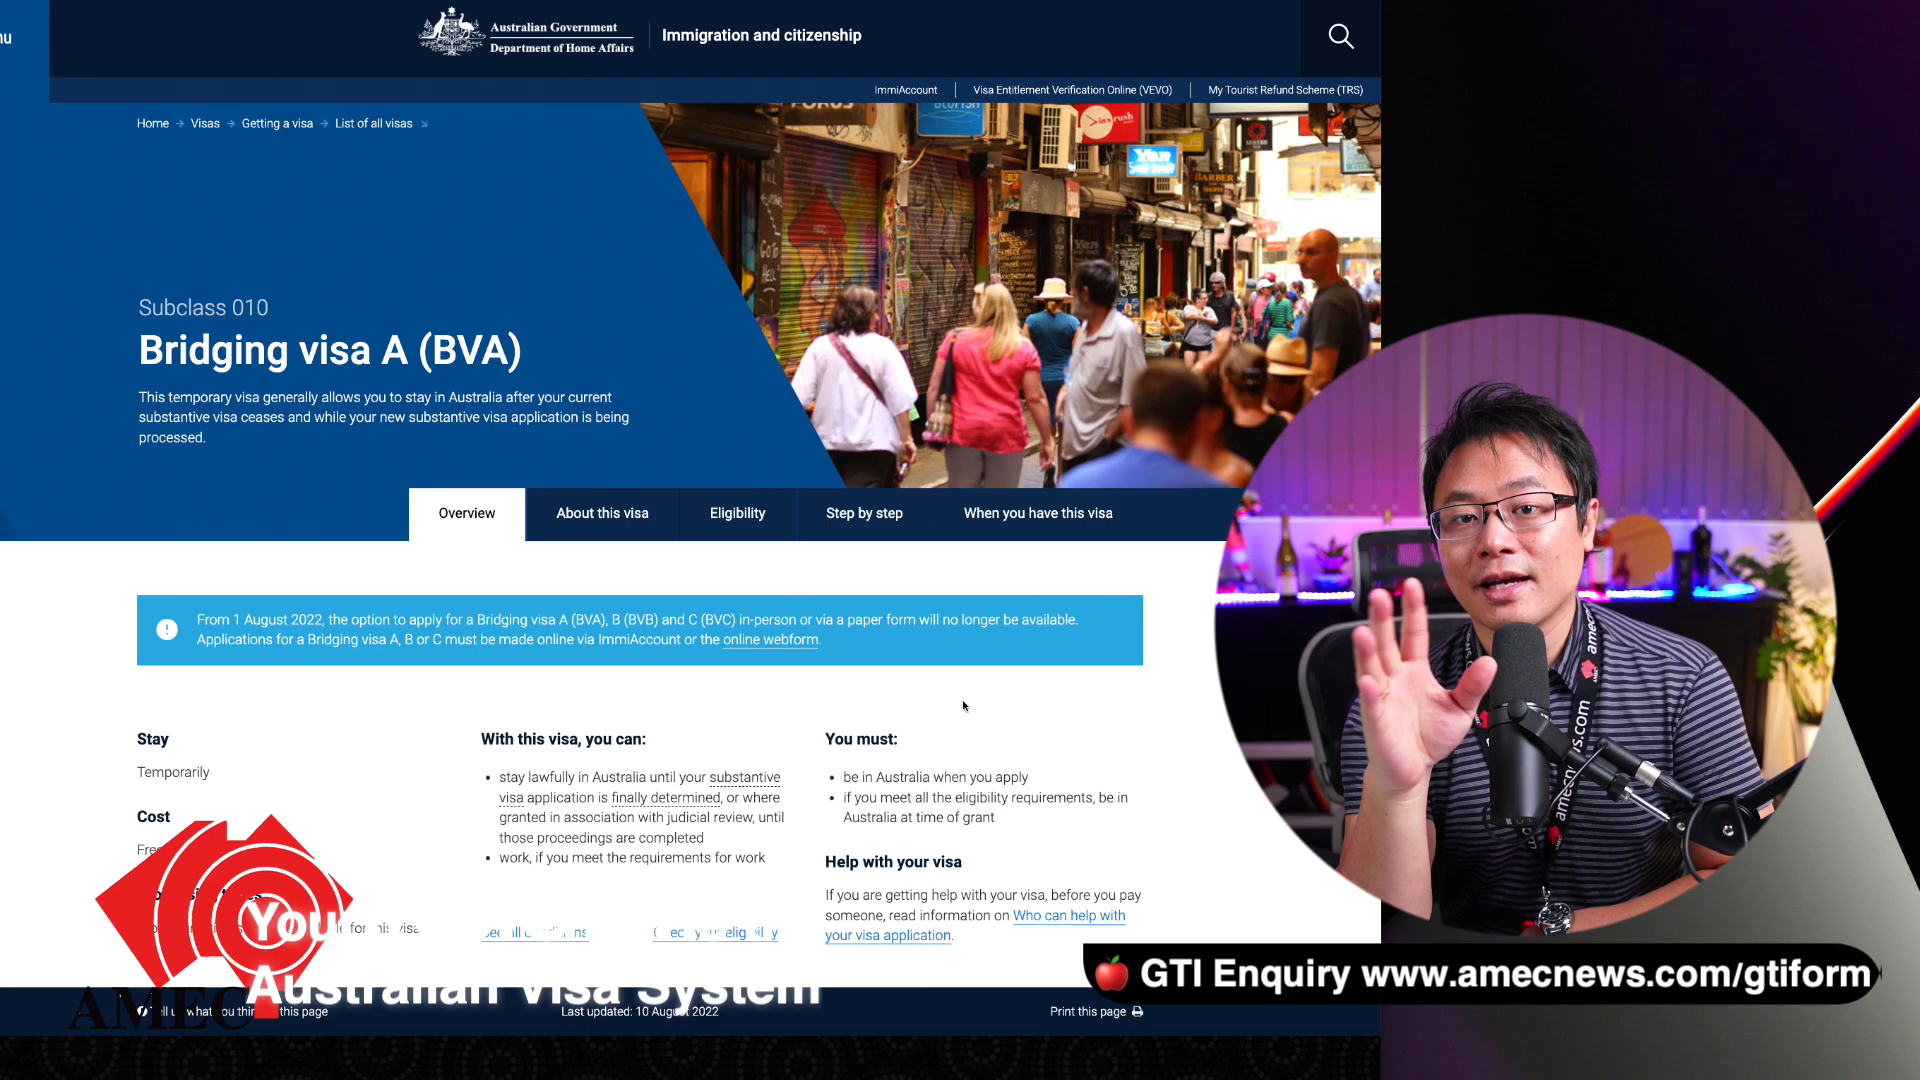 nu
Australian Government
Department of Home Affairs
Immigration and citizenship
ImmiAccount
Visa Entitlement Verification Online (VEVO)
My Tourist Refund Scheme (TRS)
Home
Visas
Getting a visa
List of all visas
Yan
BARBER
Subclass 010
Bridging visa A (BVA)
This temporary visa generally allows you to stay in Australia after your current
substantive visa ceases and while your new substantive visa application is being
processed.
Overview
About this visa
Eligibility
Step by step
When you have this visa
From 1 August 2022, the option to apply for a Bridging visa A (BVA), B (BVB) and C (BVC) in-person or via a paper form will no longer be available.
Applications for a Bridging visa A, B or C must be made online via ImmiAccount or the online webform.
Stay
Temporarily
Cost
With this visa, you can:
• stay lawfully in Australia until your substantive
visa application is finally determined, or where
granted in association with judicial review, until
those proceedings are completed
• work, if you meet the requirements for work
You must:
• be in Australia when you apply
• if you meet all the eligibility requirements, be in
Australia at time of grant
Help with your visa
If you are getting help with your visa, before you pay
someone, read information on Who can help with
your visa application.
You
Australian Visa System
AMEC
this page
Last updated: 10 August 2022
Print this page
s.com
amec
GTI Enquiry www.amecnews.com/gtiform